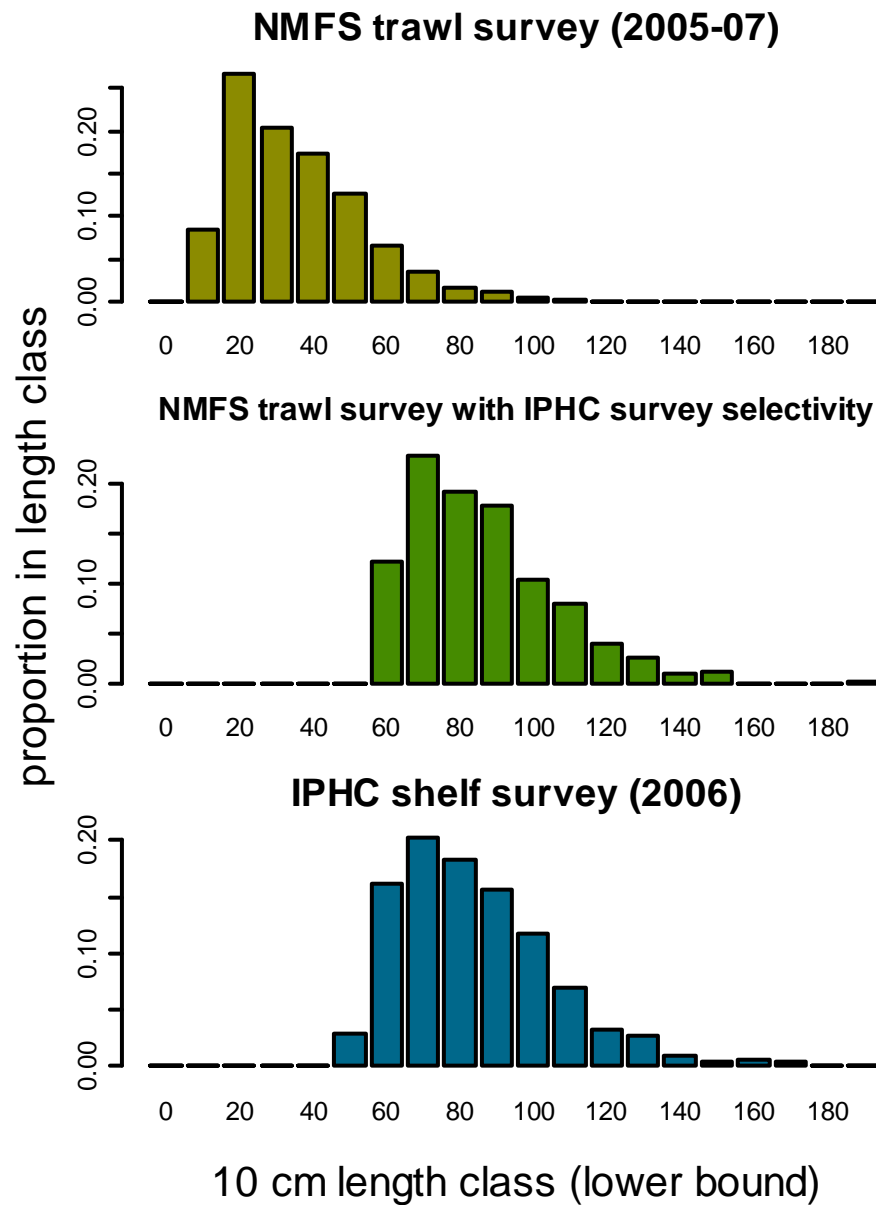 NMFS trawl survey (2005-07)
0.00 0.10 0.20
0 20 40 60 80 100 120 140 160 180
NMFS trawl survey with IPHC survey selectivity
proportion in length class
0.00 0.10 0.20
0 20 40 60 80 100 120 140 160 180
IPHC shelf survey (2006)
0.00 0.10 0.20
0 20 40 60 80 100 120 140 160 180
10 cm length class (lower bound)